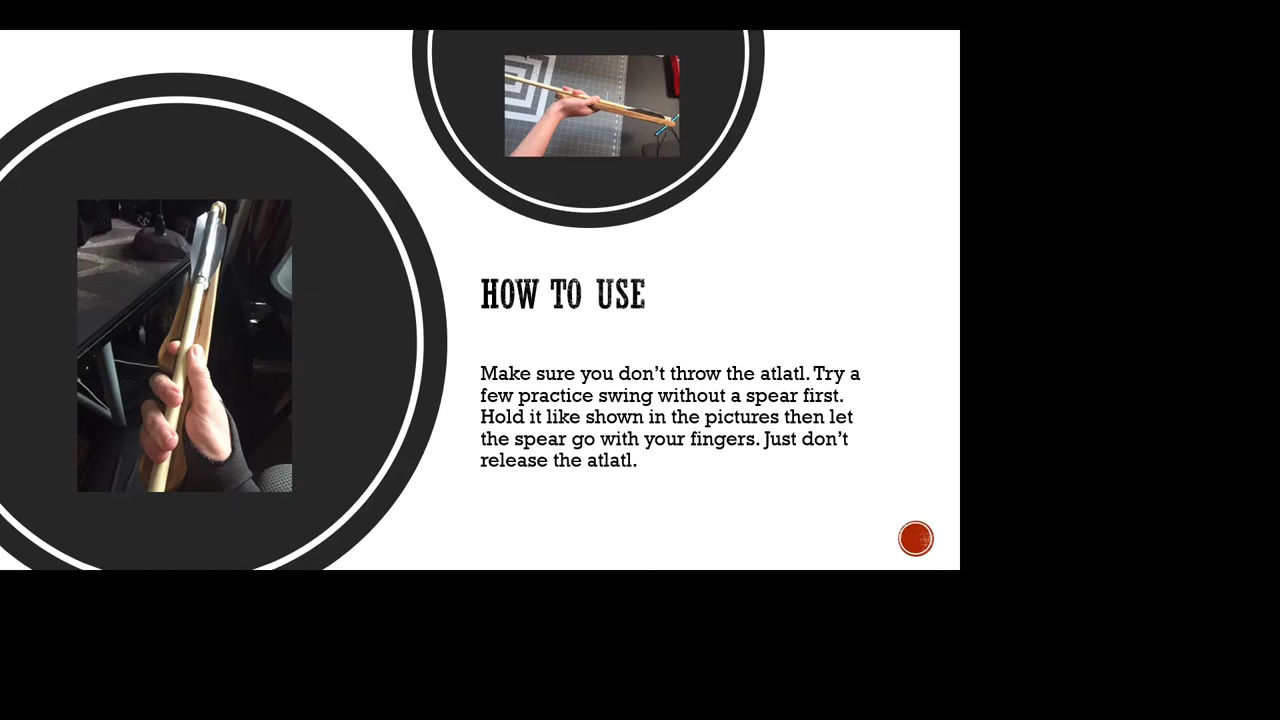 HOW TO USE
Make sure you don't throw the atlatl. Try a
few practice swing without a spear first.
Hold it like shown in the pictures then let
the spear go with your fingers. Just don't
release the atlatl.